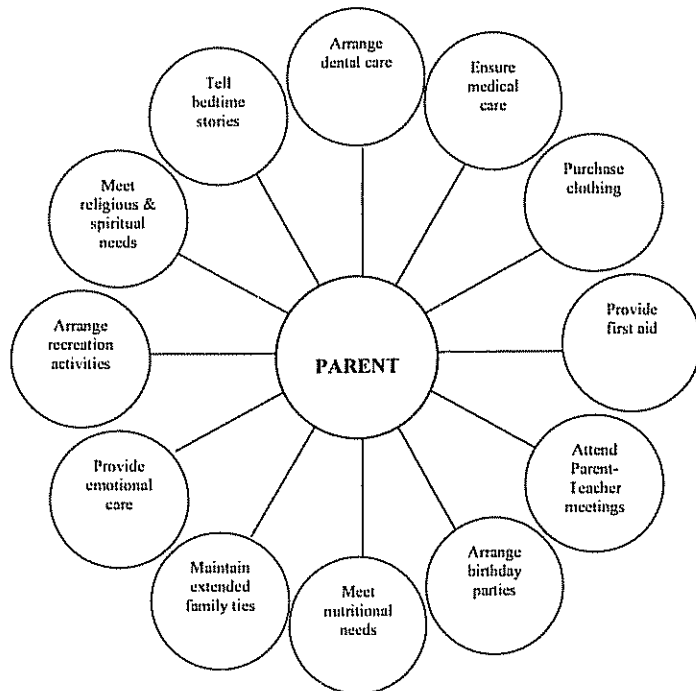 Arrange
dental care
Ensure
medical
care
Purchase
clothing
Provide
first aid
Attend
Parent-
Teacher
meetings
Arrange
birthday
parties
Meet
nutritional
needs
Maintain
extended
family ties
Provide
emotional
care
Arrange
recreation
activities
Meet
religious &
spiritual
needs
Tell
bedtime
stories
PARENT